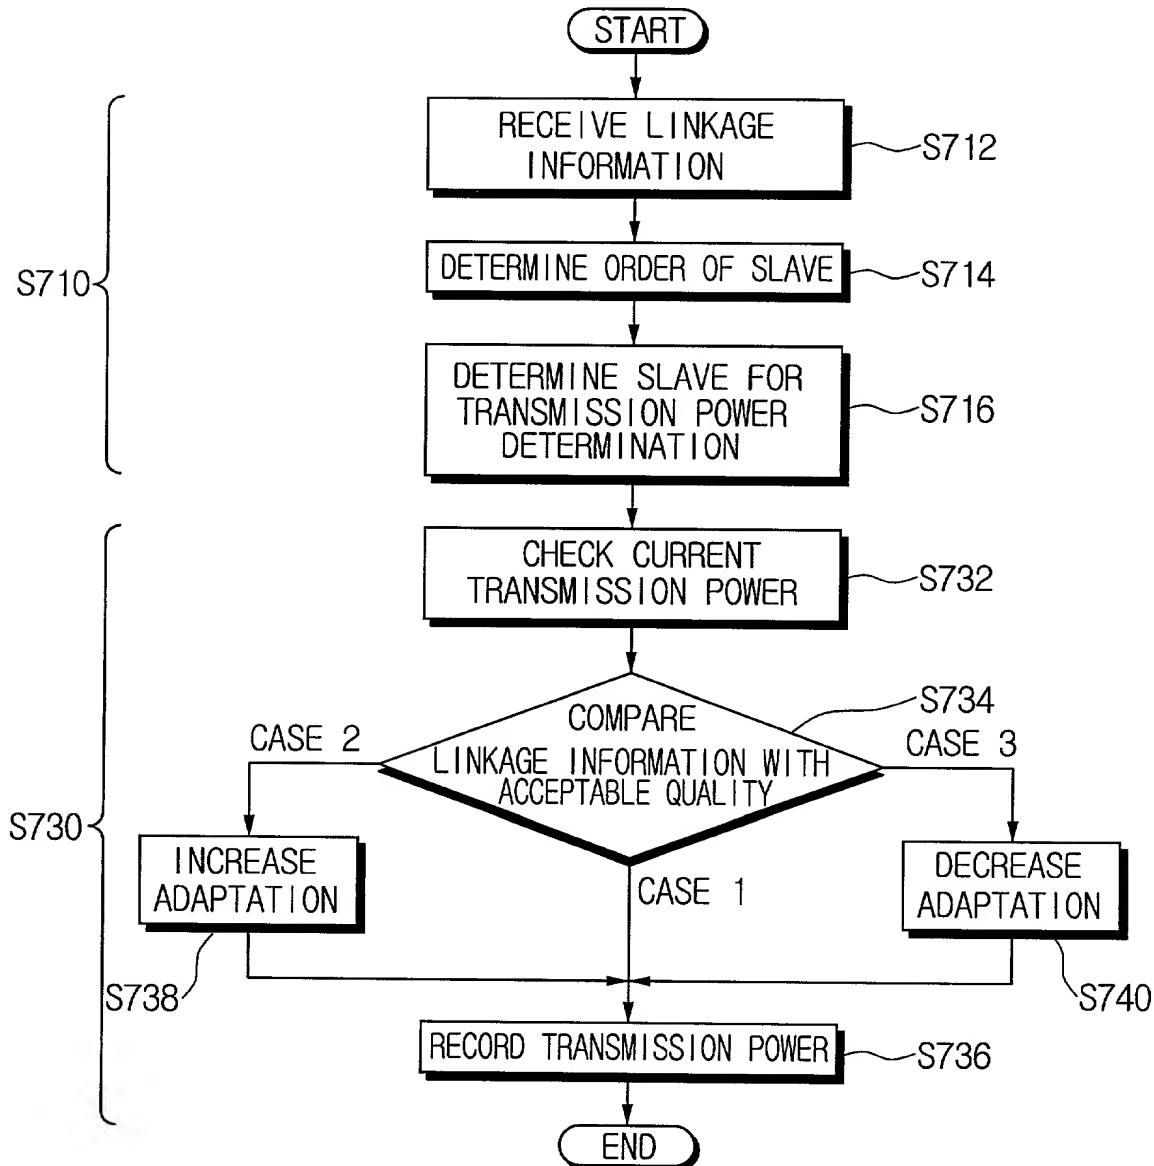 START
RECEIVE LINKAGE
INFORMATION
S712
DETERMINE ORDER OF SLAVE
S714
S710
DETERMINE SLAVE FOR
TRANSMISSION POWER
DETERMINATION
S716
CHECK CURRENT
TRANSMISSION POWER
S732
S734
COMPARE
LINKAGE INFORMATION WITH
ACCEPTABLE QUALITY
CASE 2
CASE 3
S730
INCREASE
ADAPTATION
CASE 1
DECREASE
ADAPTATION
S738
S740
RECORD TRANSMISSION POWER
S736
END